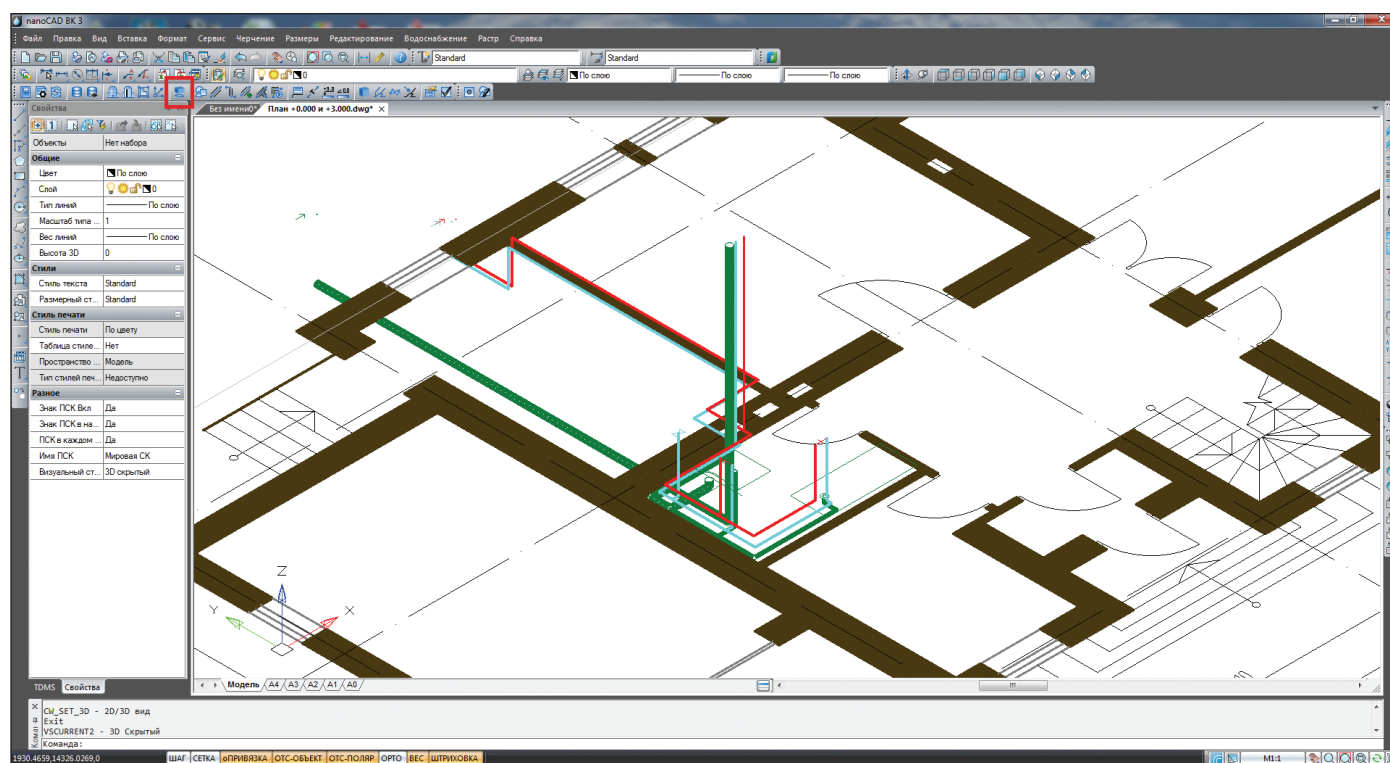 nanoCAD ВК 3
Файл Правка Вид Вставка Формат Сервис Черчение Размеры Редактирование Водоснабжение Растр Справка
Standard Standard
0 По слою По слою По слою
Свойства
Без имени0* План +0.000 и +3.000.dwg*
Объекты Нет набора
Общие
Цвет По слою
Слой 0
Тип линий По слою
Масштаб типа ... 1
Вес линий По слою
Высота 3D 0
Стили
Стиль текста Standard
Размерный ст... Standard
Стиль печати
Стиль печати По цвету
Таблица стиле... Нет
Пространство ... Модель
Тип стилей печ... Недоступно
Разное
Знак ПСК Вкл Да
Знак ПСК в на... Да
ПСК в каждом ... Да
Имя ПСК Мировая СК
Визуальный ст... 3D скрытый
Z
Y X
TDMS Свойства
Модель A4 A3 A2 A1 A0
CW_SET_3D - 2D/3D вид
Exit
VSCURRENT2 - 3D Скрытый
Команда:
1930.4659,14326.0269,0 ШАГ СЕТКА оПРИВЯЗКА ОТС-ОБЪЕКТ ОТС-ПОЛЯР ОРТО ВЕС ШТРИХОВКА M1:1